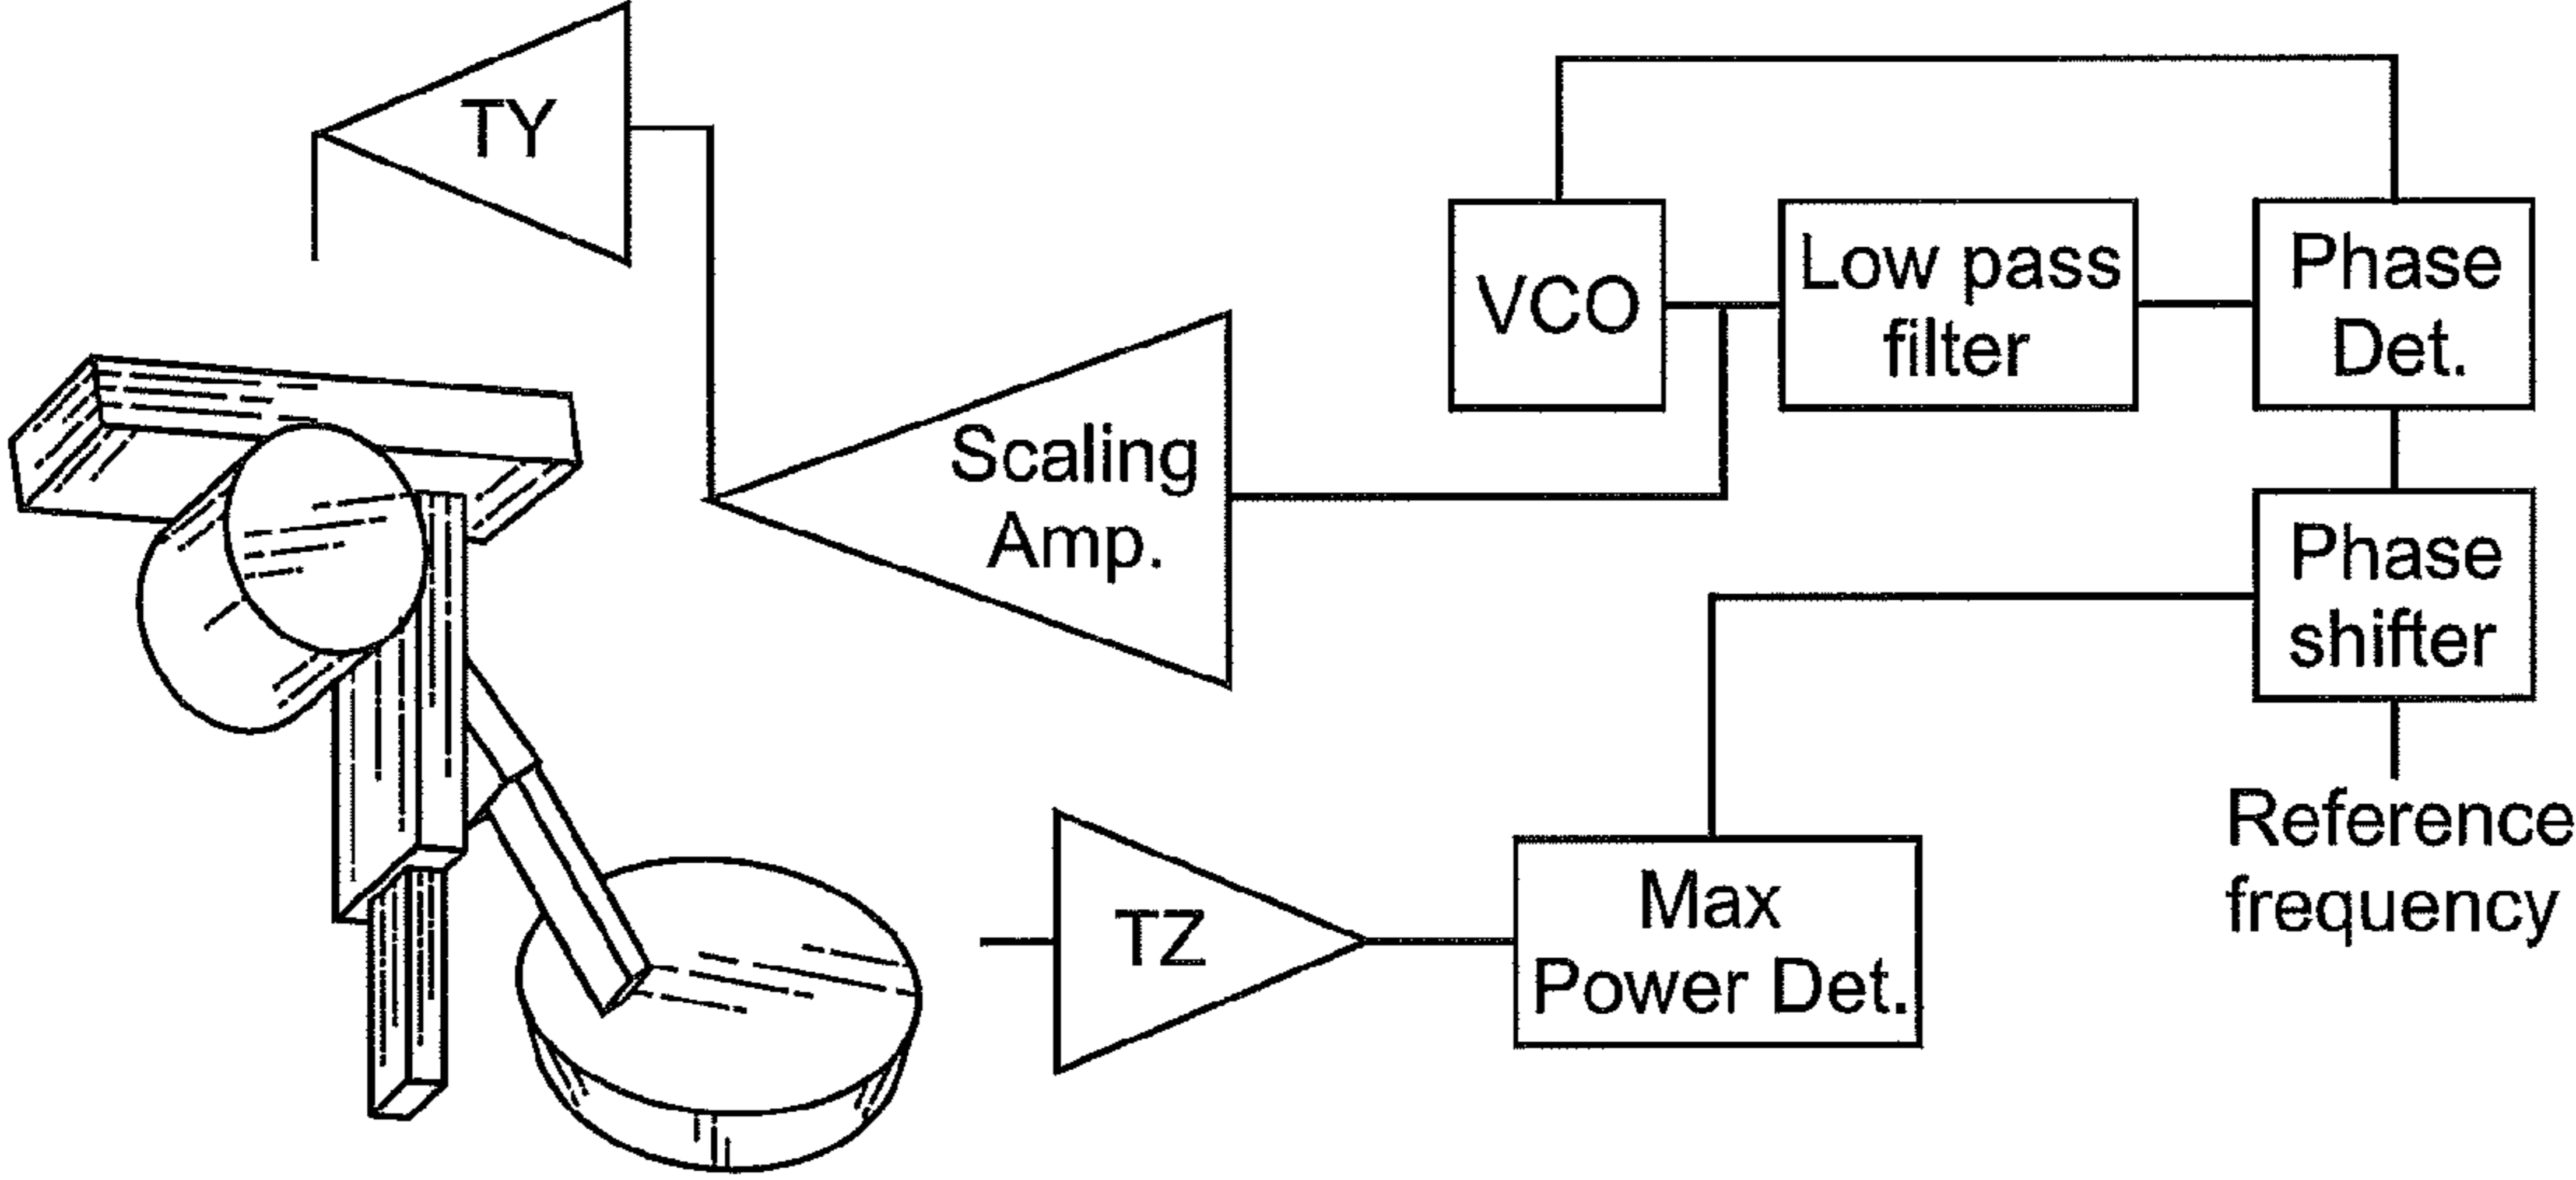 TY
VCO
Low pass
filter
Phase
Det.
Scaling
Amp.
Phase
shifter
Reference
frequency
TZ
Max
Power Det.